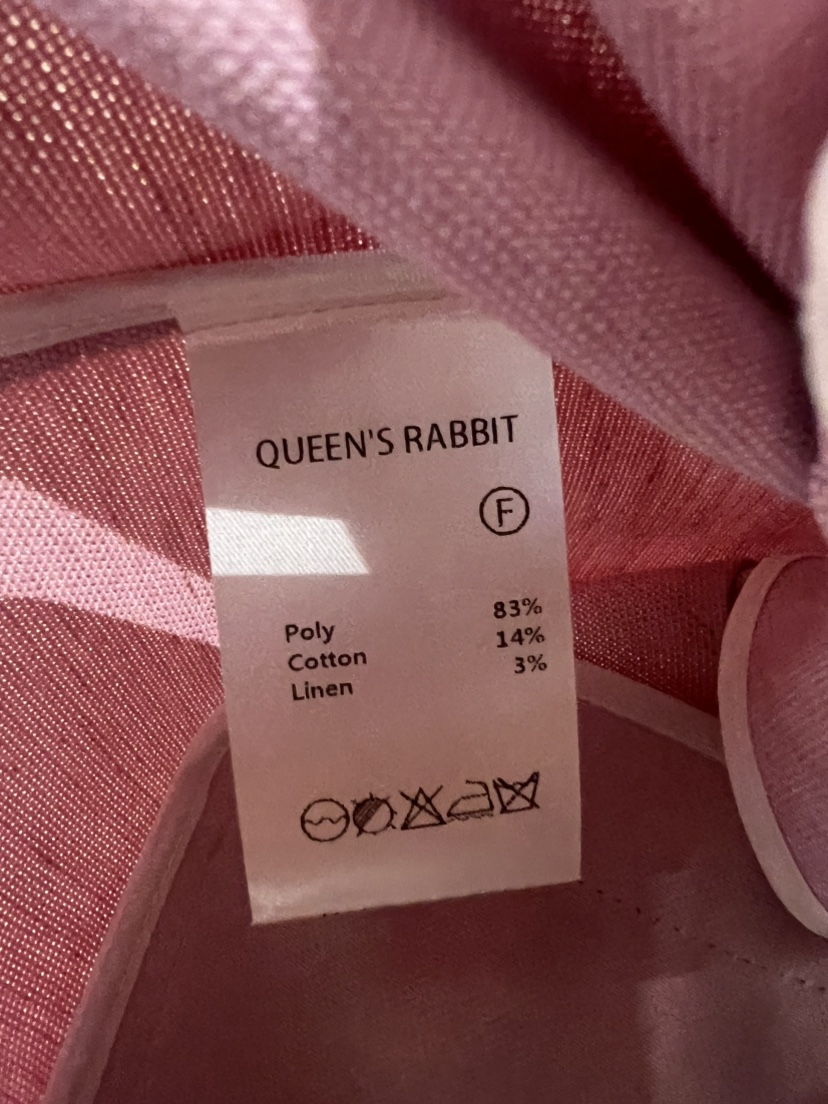 QUEEN'S RABBIT
F
Poly 83%
Cotton 14%
Linen 3%